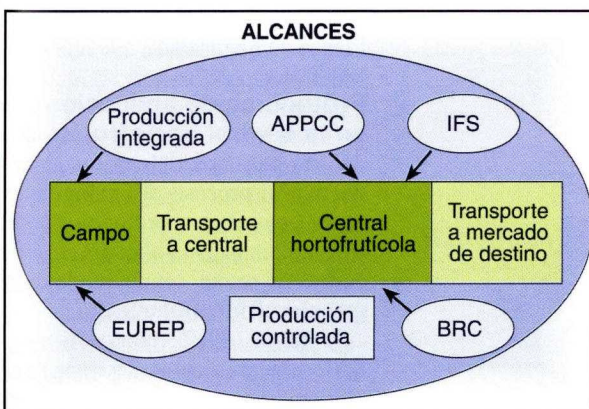 ALCANCES
Producción
integrada
APPCC
IFS
Campo
Transporte
a central
Central
hortofrutícola
Transporte
a mercado
de destino
EUREP
Producción
controlada
BRC